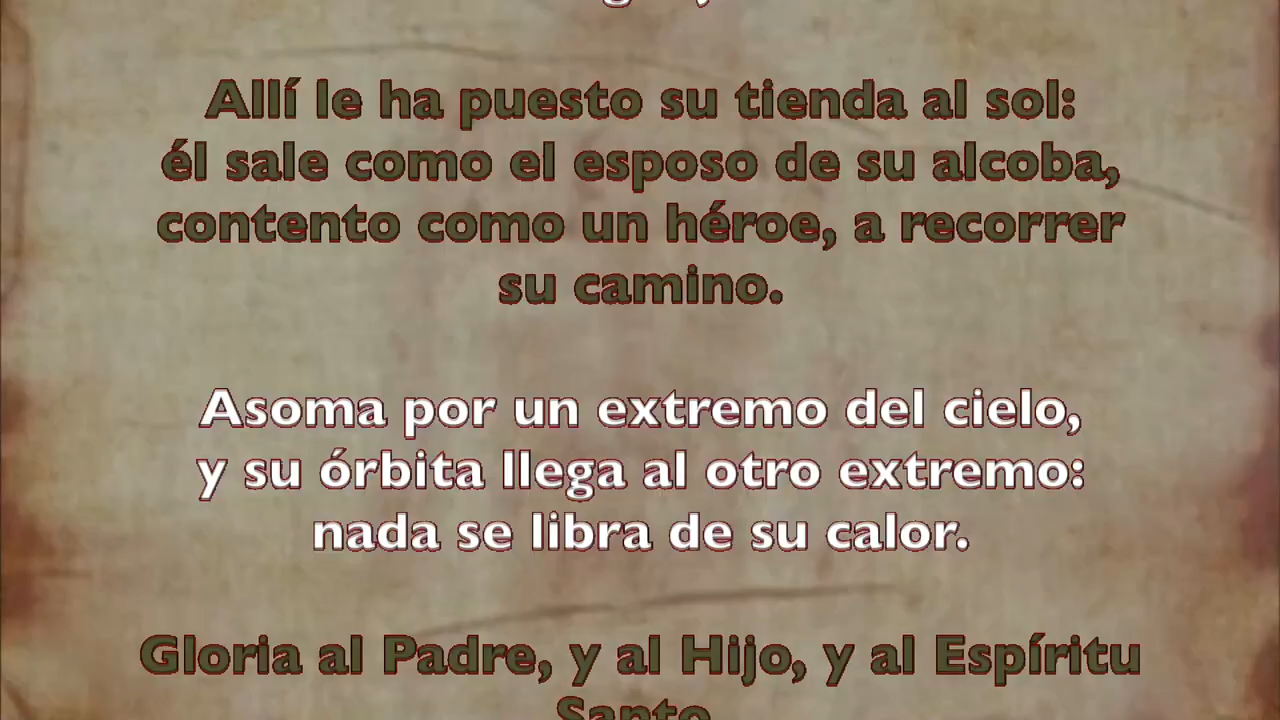 Allí le ha puesto su tienda al sol:
él sale como el esposo de su alcoba,
contento como un héroe, a recorrer
su camino.
Asoma por un extremo del cielo,
y su órbita llega al otro extremo:
nada se libra de su calor.
Gloria al Padre, y al Hijo, y al Espíritu
Santo.